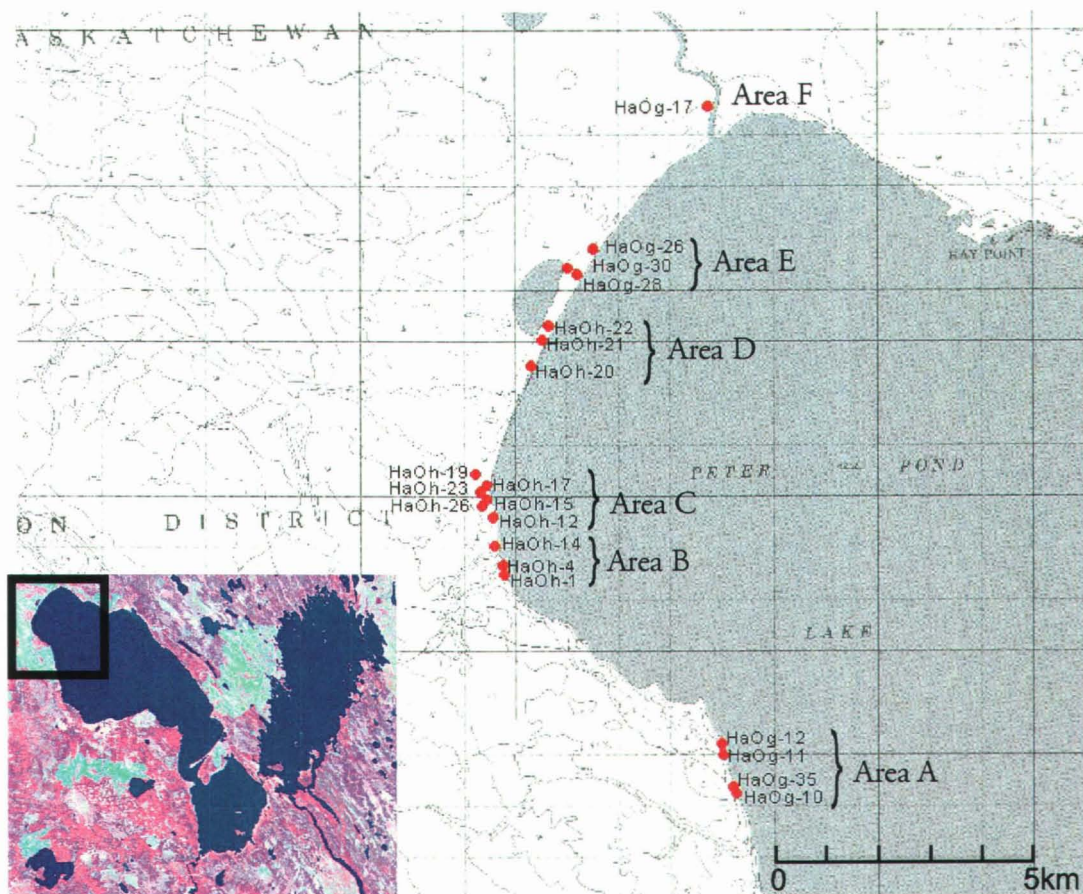 ASKATCHEWAN
HaOg-17 Area F
HaOg-26
HaOg-30
HaOg-28
Area E
RAY POINT
HaOh-22
HaOh-21
HaOh-20
Area D
HaOh-19
HaOh-17
HaOh-23
HaOh-15
HaOh-26
HaOh-12
Area C
PETER POND
ON DISTRICT
HaOh-14
HaOh-4
HaOh-1
Area B
LAKE
HaOg-12
HaOg-11
HaOg-35
HaOg-10
Area A
0 5km